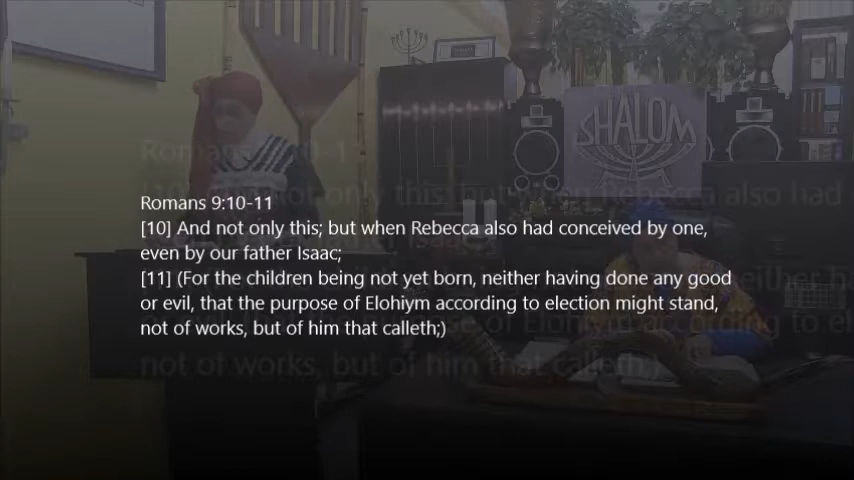 SHALOM
Romans 9:10-11
[10] And not only this; but when Rebecca also had conceived by one,
even by our father Isaac;
[11] (For the children being not yet born, neither having done any good
or evil, that the purpose of Elohiym according to election might stand,
not of works, but of him that calleth;)